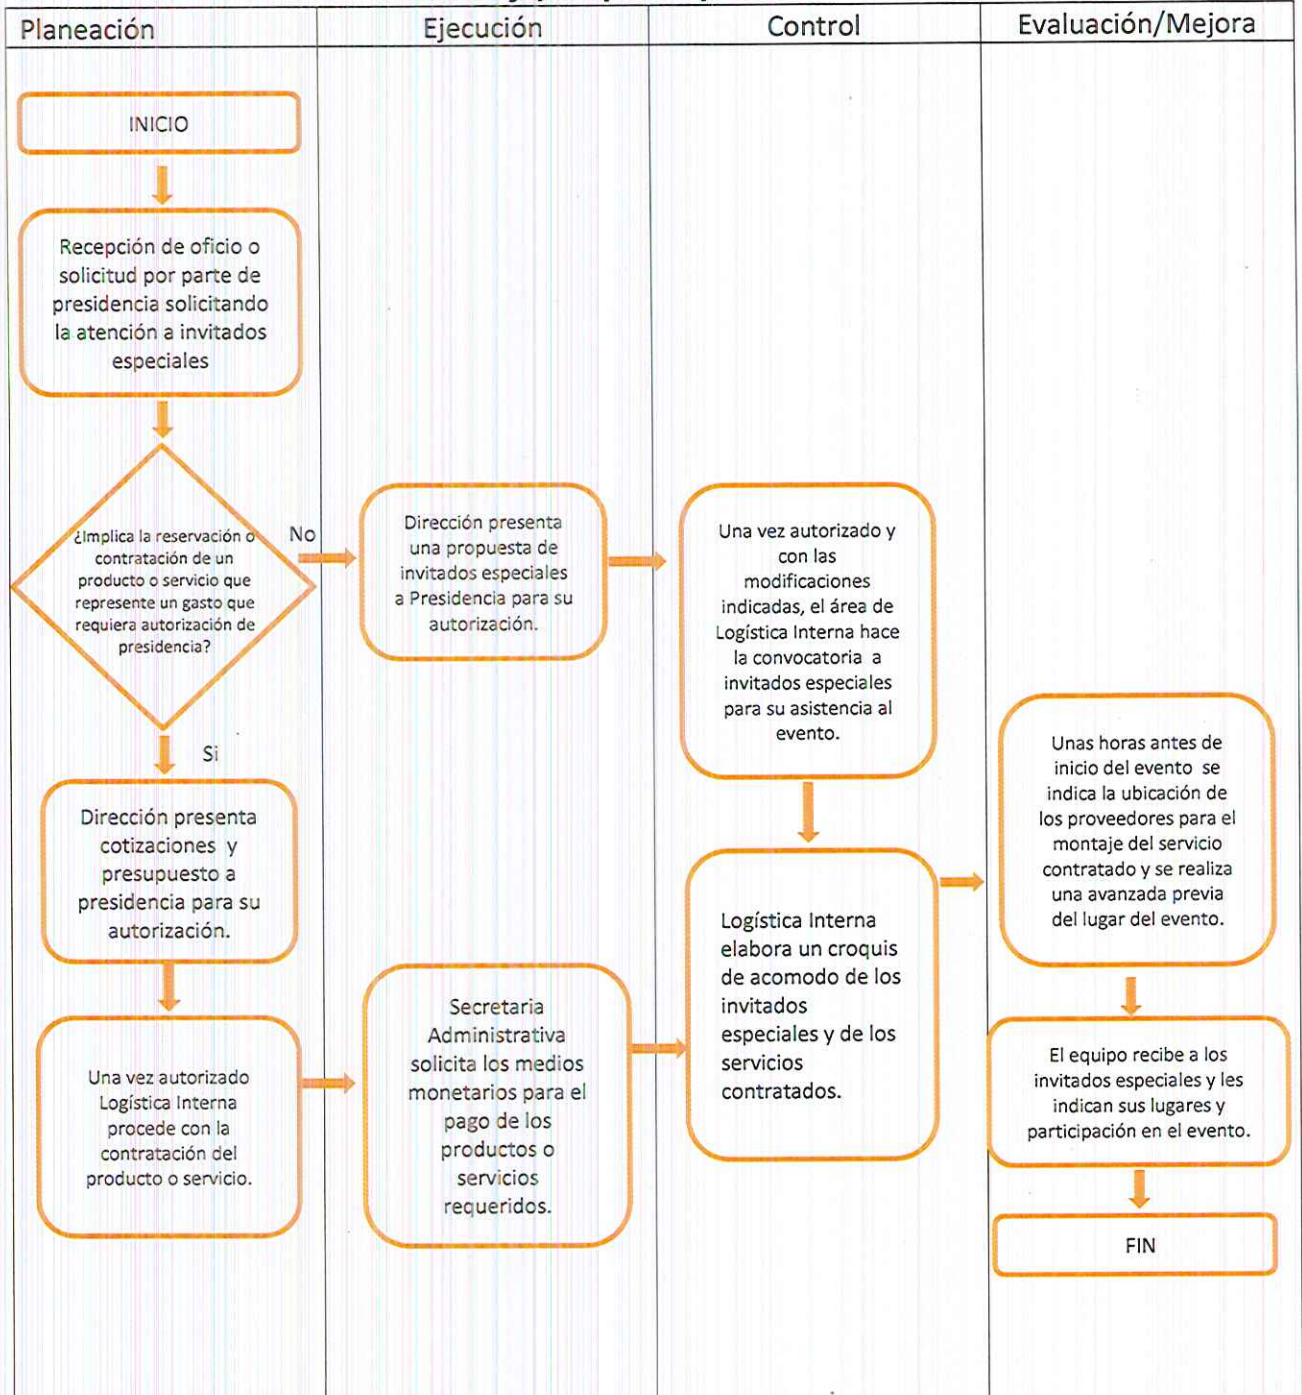 Planeación
Ejecución
Control
Evaluación/Mejora
INICIO
Recepción de oficio o
solicitud por parte de
presidencia solicitando
la atención a invitados
especiales
¿Implica la reservación o
contratación de un
producto o servicio que
represente un gasto que
requiera autorización de
presidencia?
No
Si
Dirección presenta
cotizaciones y
presupuesto a
presidencia para su
autorización.
Una vez autorizado
Logística Interna
procede con la
contratación del
producto o servicio.
Dirección presenta
una propuesta de
invitados especiales
a Presidencia para su
autorización.
Secretaria
Administrativa
solicita los medios
monetarios para el
pago de los
productos o
servicios
requeridos.
Una vez autorizado y
con las
modificaciones
indicadas, el área de
Logística Interna hace
la convocatoria a
invitados especiales
para su asistencia al
evento.
Logística Interna
elabora un croquis
de acomodo de los
invitados
especiales y de los
servicios
contratados.
Unas horas antes de
inicio del evento se
indica la ubicación de
los proveedores para el
montaje del servicio
contratado y se realiza
una avanzada previa
del lugar del evento.
El equipo recibe a los
invitados especiales y les
indican sus lugares y
participación en el evento.
FIN